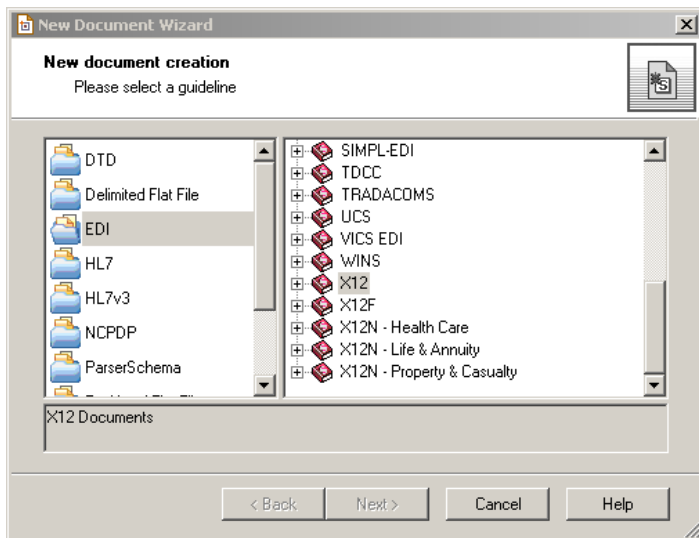 New Document Wizard
New document creation
Please select a guideline
DTD
Delimited Flat File
EDI
HL7
HL7v3
NCPDP
ParserSchema
SIMPL-EDI
TDCC
TRADACOMS
UCS
VICS EDI
WINS
X12
X12F
X12N - Health Care
X12N - Life & Annuity
X12N - Property & Casualty
X12 Documents
< Back
Next >
Cancel
Help